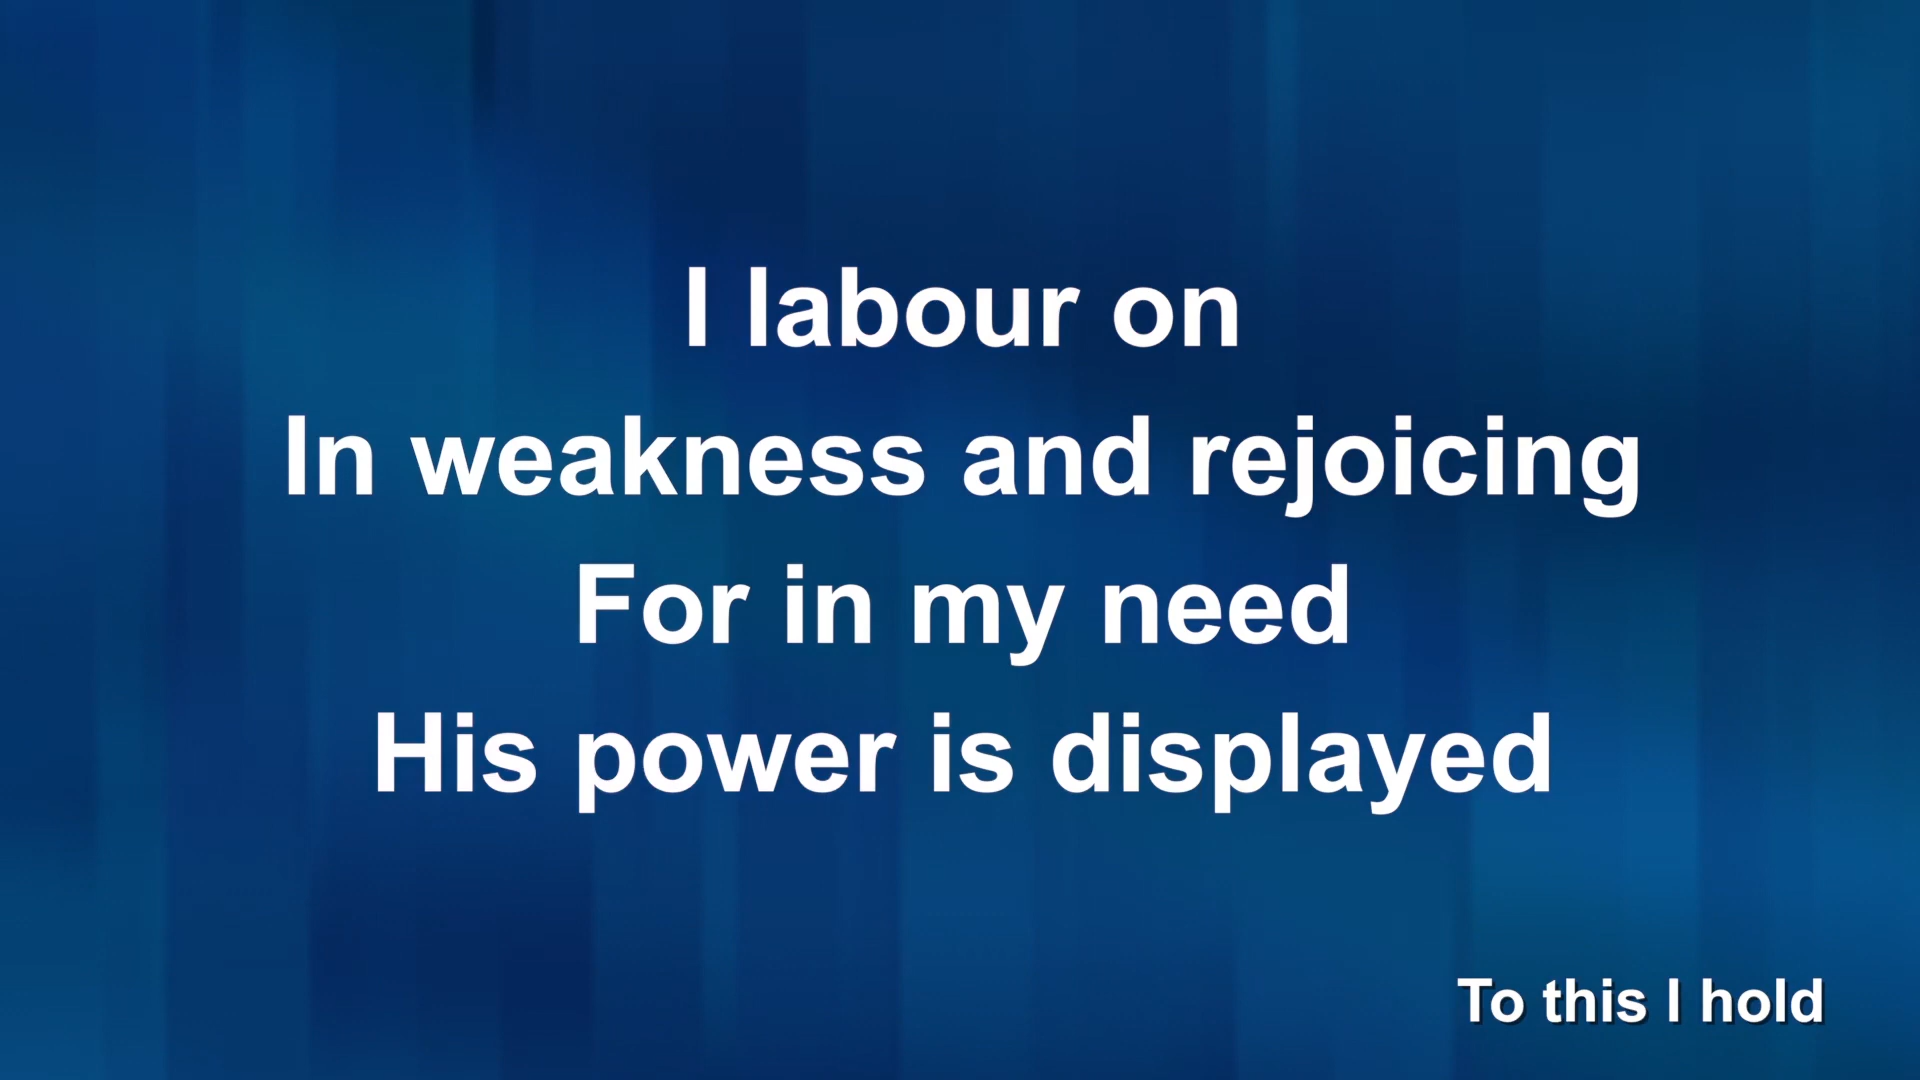 I labour on
In weakness and rejoicing
For in my need
His power is displayed
To this I hold